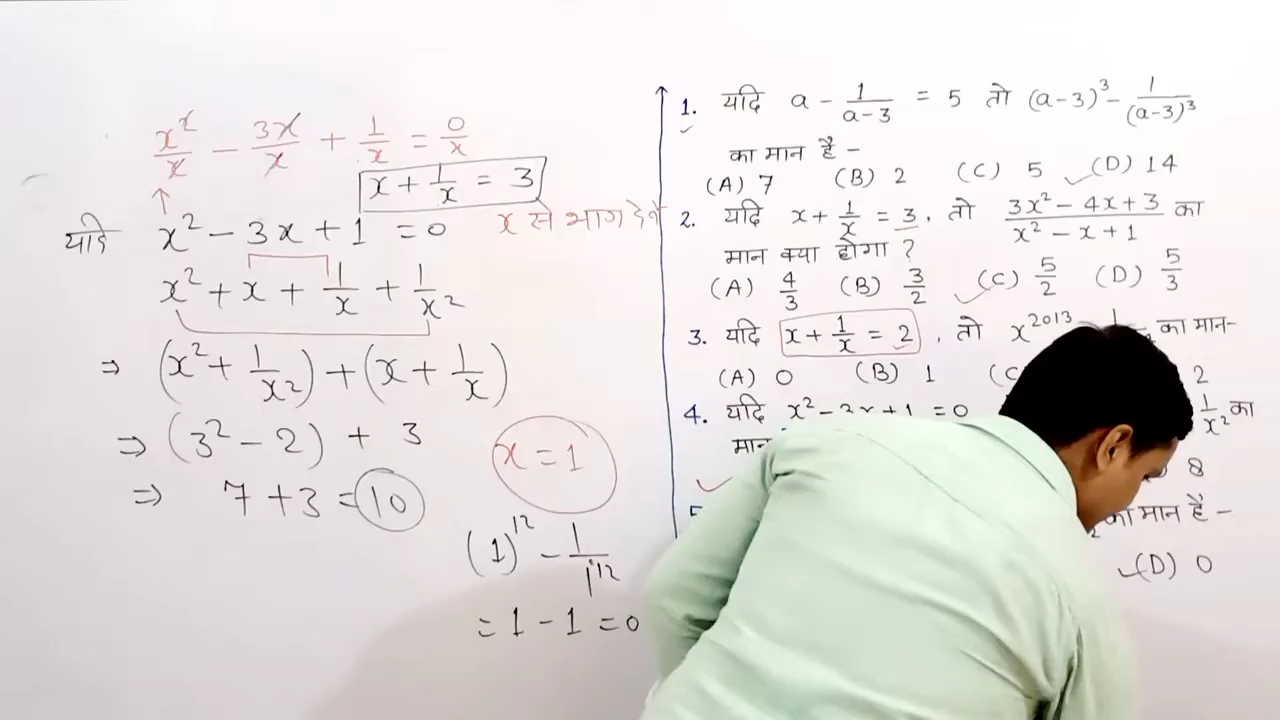 x²/x − 3x/x + 1/x = 0/x
x + 1/x = 3
यदि x² − 3x + 1 = 0 x से भाग देने
x² + x + 1/x + 1/x²
⇒ (x² + 1/x²) + (x + 1/x)
⇒ (3² − 2) + 3
⇒ 7 + 3 = 10
x = 1
(1)¹² − 1/1¹²
= 1 − 1 = 0
1. यदि a − 1/(a−3) = 5 तो (a−3)³ − 1/(a−3)³
का मान है –
(A) 7 (B) 2 (C) 5 (D) 14
2. यदि x + 1/x = 3, तो (3x² − 4x + 3)/(x² − x + 1) का
मान क्या होगा ?
(A) 4/3 (B) 3/2 (C) 5/2 (D) 5/3
3. यदि x + 1/x = 2, तो x²⁰¹³ का मान–
(A) 0 (B) 1 (C 2
4. यदि x² − 3x + 1 = 0 1/x² का
मान 8
5 का मान है –
(D) 0